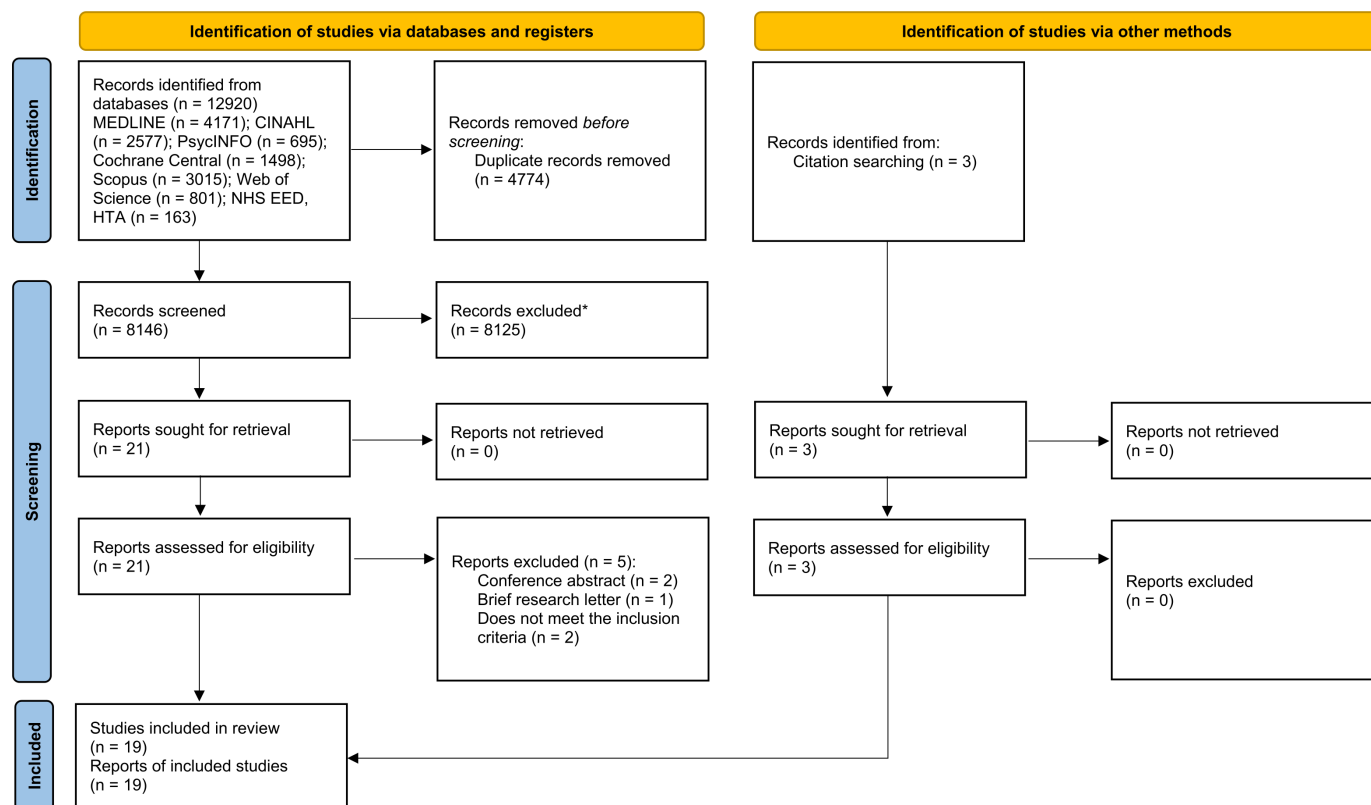 Identification of studies via databases and registers
Identification of studies via other methods
Identification
Records identified from
databases (n = 12920)
MEDLINE (n = 4171); CINAHL
(n = 2577); PsycINFO (n = 695);
Cochrane Central (n = 1498);
Scopus (n = 3015); Web of
Science (n = 801); NHS EED,
HTA (n = 163)
Records removed before
screening:
Duplicate records removed
(n = 4774)
Records identified from:
Citation searching (n = 3)
Screening
Records screened
(n = 8146)
Records excluded*
(n = 8125)
Reports sought for retrieval
(n = 21)
Reports not retrieved
(n = 0)
Reports sought for retrieval
(n = 3)
Reports not retrieved
(n = 0)
Reports assessed for eligibility
(n = 21)
Reports excluded (n = 5):
Conference abstract (n = 2)
Brief research letter (n = 1)
Does not meet the inclusion
criteria (n = 2)
Reports assessed for eligibility
(n = 3)
Reports excluded
(n = 0)
Included
Studies included in review
(n = 19)
Reports of included studies
(n = 19)